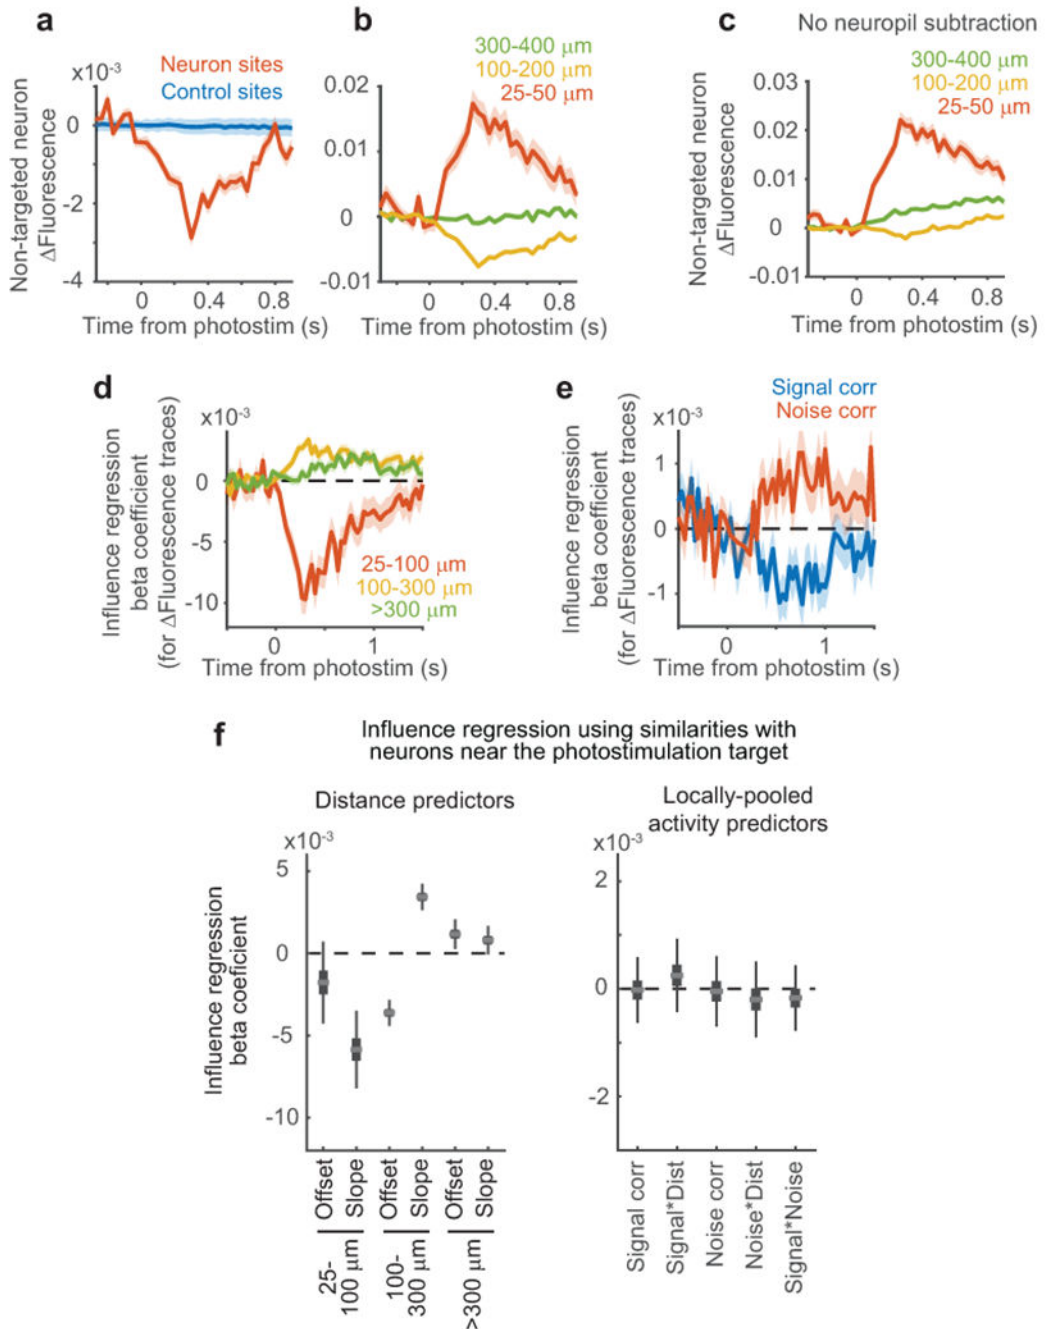 a
x10⁻³
Neuron sites
Control sites
Non-targeted neuron
ΔFluorescence
0
-2
-4
0
0.4
0.8
Time from photostim (s)
b
300-400 μm
100-200 μm
25-50 μm
0.02
0.01
0
-0.01
0
0.4
0.8
Time from photostim (s)
c
No neuropil subtraction
300-400 μm
100-200 μm
25-50 μm
Non-targeted neuron
ΔFluorescence
0.03
0.02
0.01
0
-0.01
0
0.4
0.8
Time from photostim (s)
d
x10⁻³
Influence regression
beta coefficient
(for ΔFluorescence traces)
0
-5
-10
25-100 μm
100-300 μm
>300 μm
0
1
Time from photostim (s)
e
Signal corr
Noise corr
x10⁻³
Influence regression
beta coefficient
(for ΔFluorescence traces)
1
0
-1
0
1
Time from photostim (s)
f
Influence regression using similarities with
neurons near the photostimulation target
Distance predictors
x10⁻³
Influence regression
beta coeficient
5
0
-5
-10
Offset
Slope
Offset
Slope
Offset
Slope
25-
100 μm
100-
300 μm
>300 μm
Locally-pooled
activity predictors
x10⁻³
2
0
-2
Signal corr
Signal*Dist
Noise corr
Noise*Dist
Signal*Noise